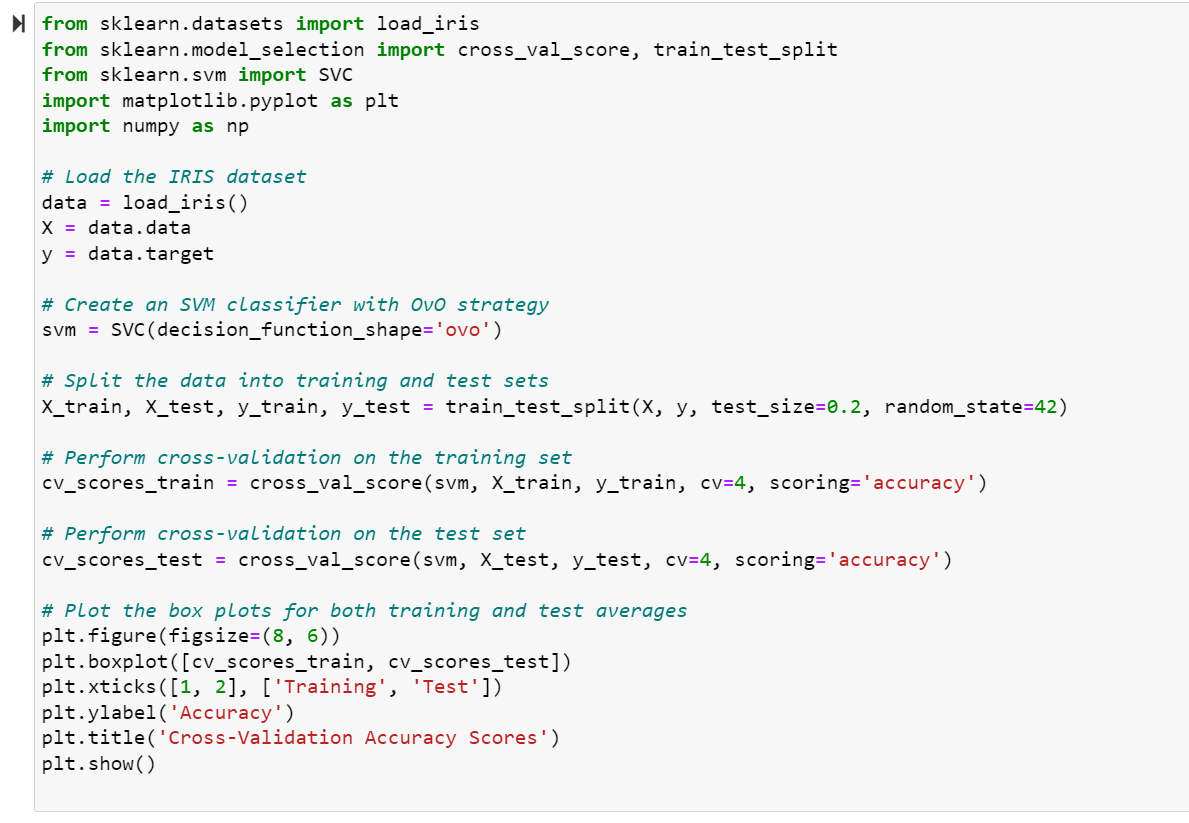 from sklearn.datasets import load_iris
from sklearn.model_selection import cross_val_score, train_test_split
from sklearn.svm import SVC
import matplotlib.pyplot as plt
import numpy as np
# Load the IRIS dataset
data = load_iris()
X = data.data
y = data.target
# Create an SVM classifier with OvO strategy
svm = SVC(decision_function_shape='ovo')
# Split the data into training and test sets
X_train, X_test, y_train, y_test = train_test_split(X, y, test_size=0.2, random_state=42)
# Perform cross-validation on the training set
cv_scores_train = cross_val_score(svm, X_train, y_train, cv=4, scoring='accuracy')
# Perform cross-validation on the test set
cv_scores_test = cross_val_score(svm, X_test, y_test, cv=4, scoring='accuracy')
# Plot the box plots for both training and test averages
plt.figure(figsize=(8, 6))
plt.boxplot([cv_scores_train, cv_scores_test])
plt.xticks([1, 2], ['Training', 'Test'])
plt.ylabel('Accuracy')
plt.title('Cross-Validation Accuracy Scores')
plt.show()